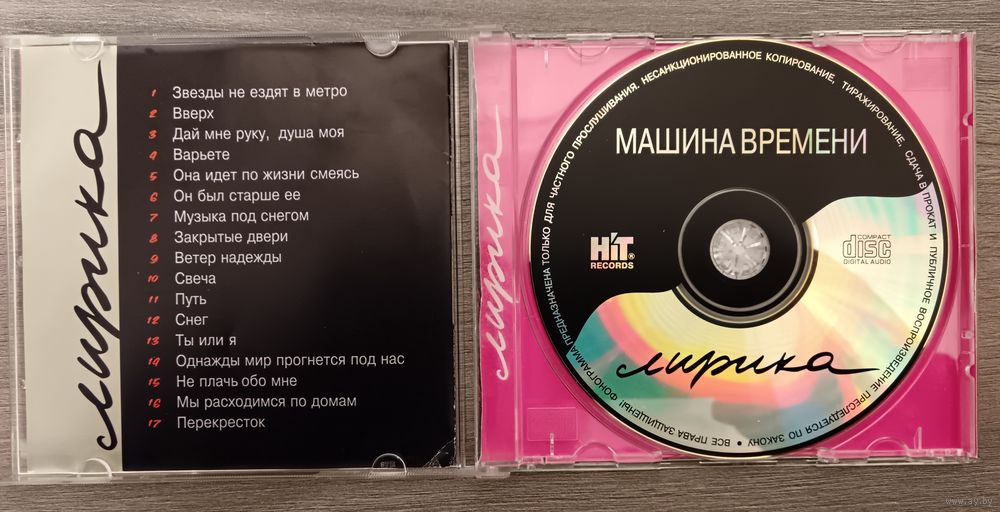 лирика
1 Звезды не ездят в метро
2 Вверх
3 Дай мне руку, душа моя
4 Варьете
5 Она идет по жизни смеясь
6 Он был старше ее
7 Музыка под снегом
8 Закрытые двери
9 Ветер надежды
10 Свеча
11 Путь
12 Снег
13 Ты или я
14 Однажды мир прогнется под нас
15 Не плачь обо мне
16 Мы расходимся по домам
17 Перекресток
лирика
МАШИНА ВРЕМЕНИ
HIT®
RECORDS
COMPACT
disc
DIGITAL AUDIO
лирика
ВСЕ ПРАВА ЗАЩИЩЕНЫ! ФОНОГРАММА ПРЕДНАЗНАЧЕНА ТОЛЬКО ДЛЯ ЧАСТНОГО ПРОСЛУШИВАНИЯ. НЕСАНКЦИОНИРОВАННОЕ КОПИРОВАНИЕ, ТИРАЖИРОВАНИЕ, СДАЧА В ПРОКАТ И ПУБЛИЧНОЕ ВОСПРОИЗВЕДЕНИЕ ПРЕСЛЕДУЕТСЯ ПО ЗАКОНУ •
www.ay.by